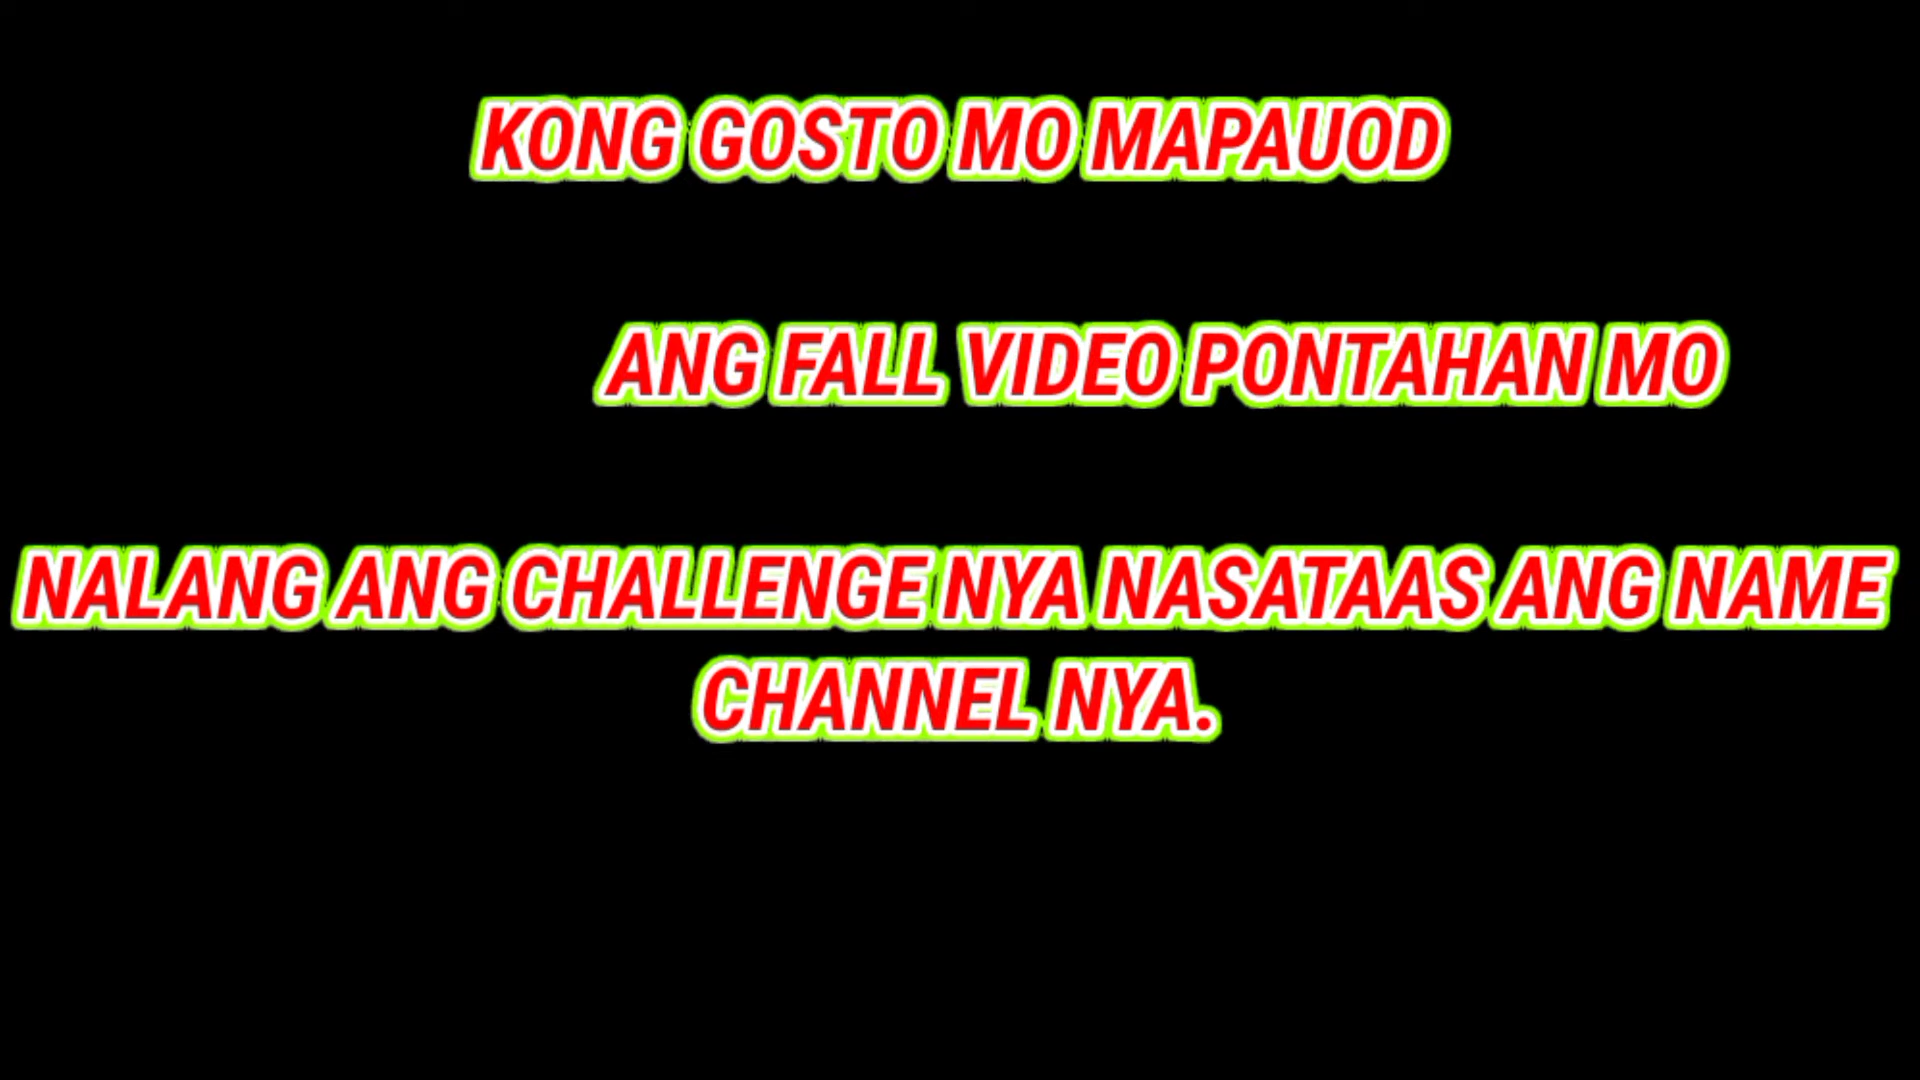 KONG GOSTO MO MAPAUOD
ANG FALL VIDEO PONTAHAN MO
NALANG ANG CHALLENGE NYA NASATAAS ANG NAME
CHANNEL NYA.